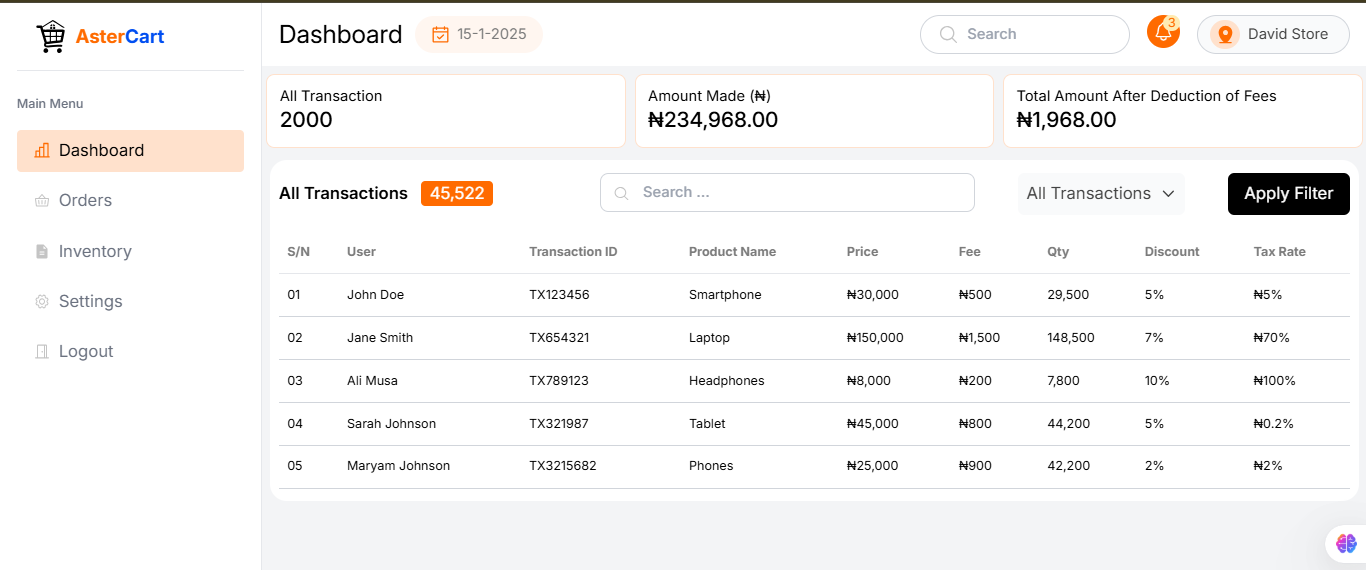 AsterCart
Main Menu
Dashboard
Orders
Inventory
Settings
Logout
Dashboard 15-1-2025 Search 3 David Store
All Transaction
2000
Amount Made (₦)
₦234,968.00
Total Amount After Deduction of Fees
₦1,968.00
All Transactions 45,522 Search ... All Transactions Apply Filter
S/N User Transaction ID Product Name Price Fee Qty Discount Tax Rate
01 John Doe TX123456 Smartphone ₦30,000 ₦500 29,500 5% ₦5%
02 Jane Smith TX654321 Laptop ₦150,000 ₦1,500 148,500 7% ₦70%
03 Ali Musa TX789123 Headphones ₦8,000 ₦200 7,800 10% ₦100%
04 Sarah Johnson TX321987 Tablet ₦45,000 ₦800 44,200 5% ₦0.2%
05 Maryam Johnson TX3215682 Phones ₦25,000 ₦900 42,200 2% ₦2%